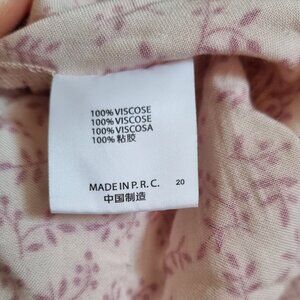 100% VISCOSE
100% VISCOSE
100% VISCOSA
100% 粘胶
MADE IN P. R. C. 20
中国制造